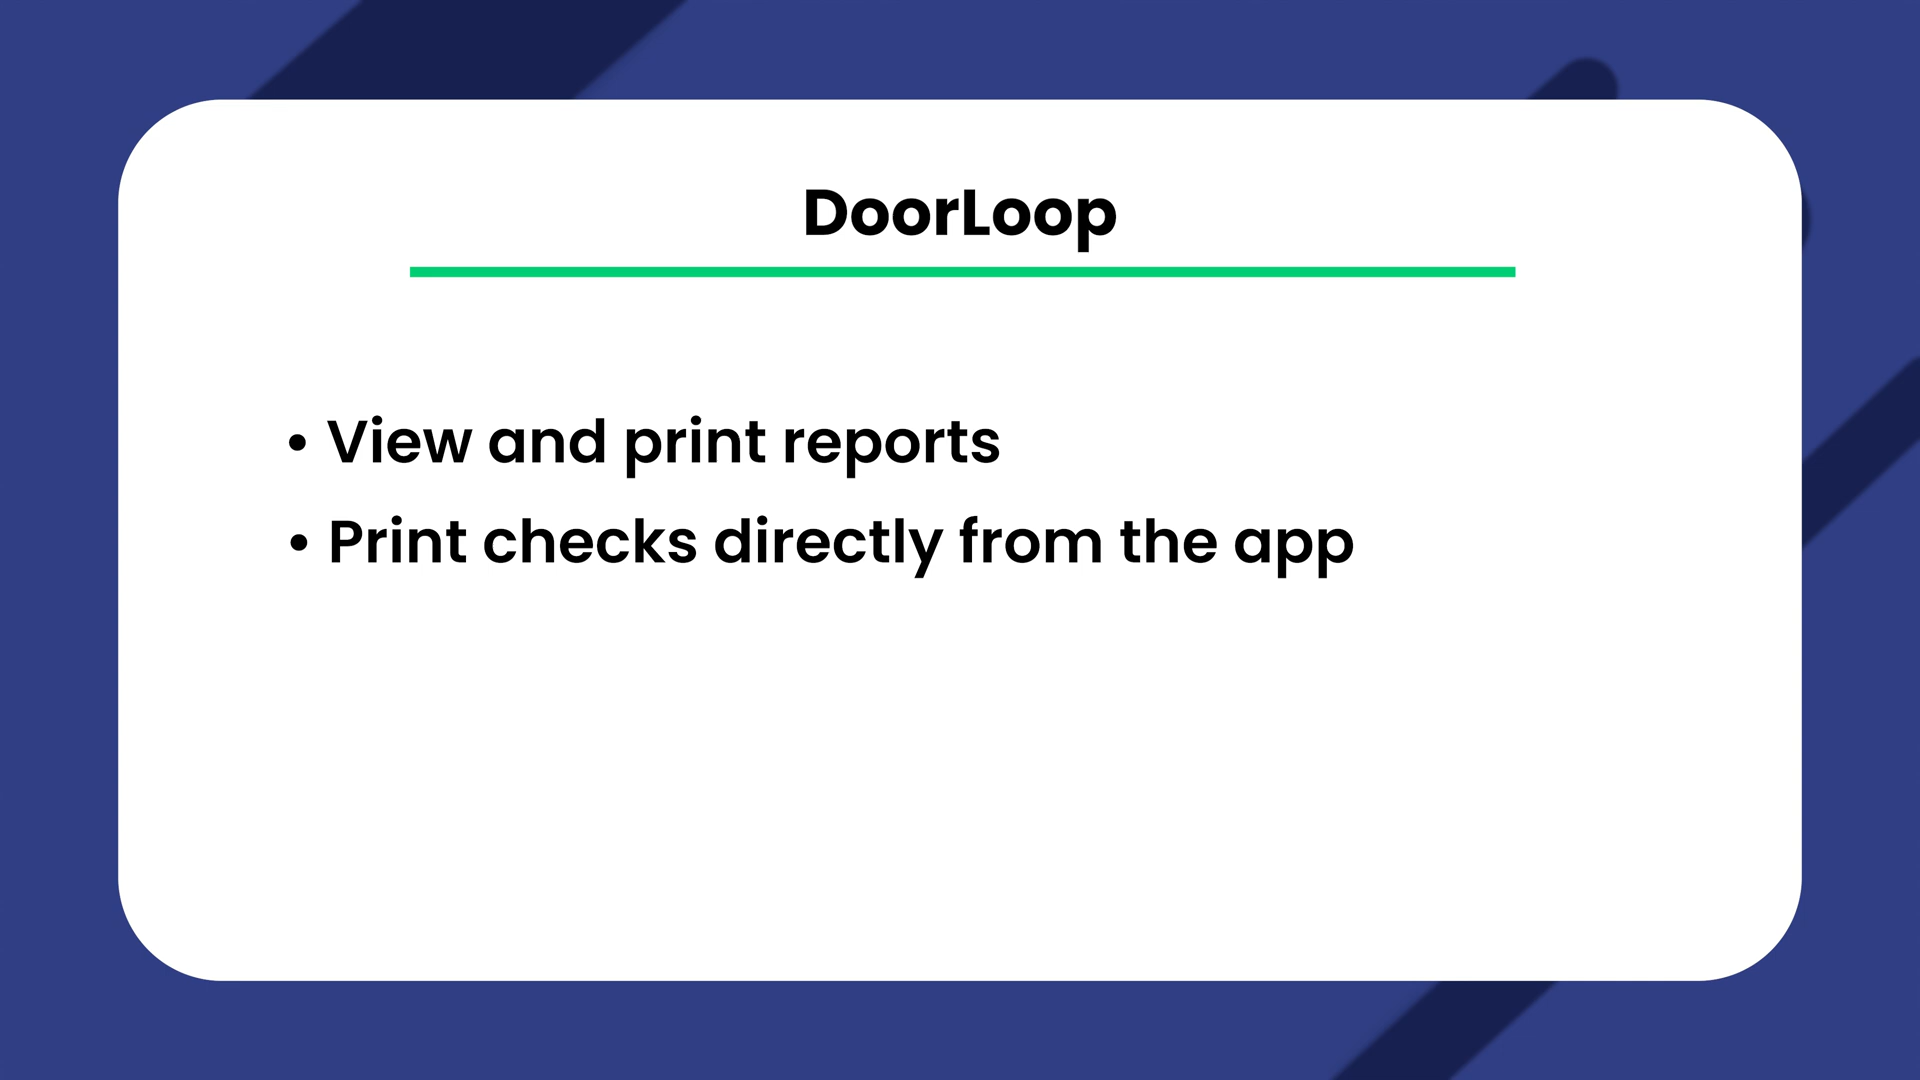 DoorLoop
• View and print reports
• Print checks directly from the app